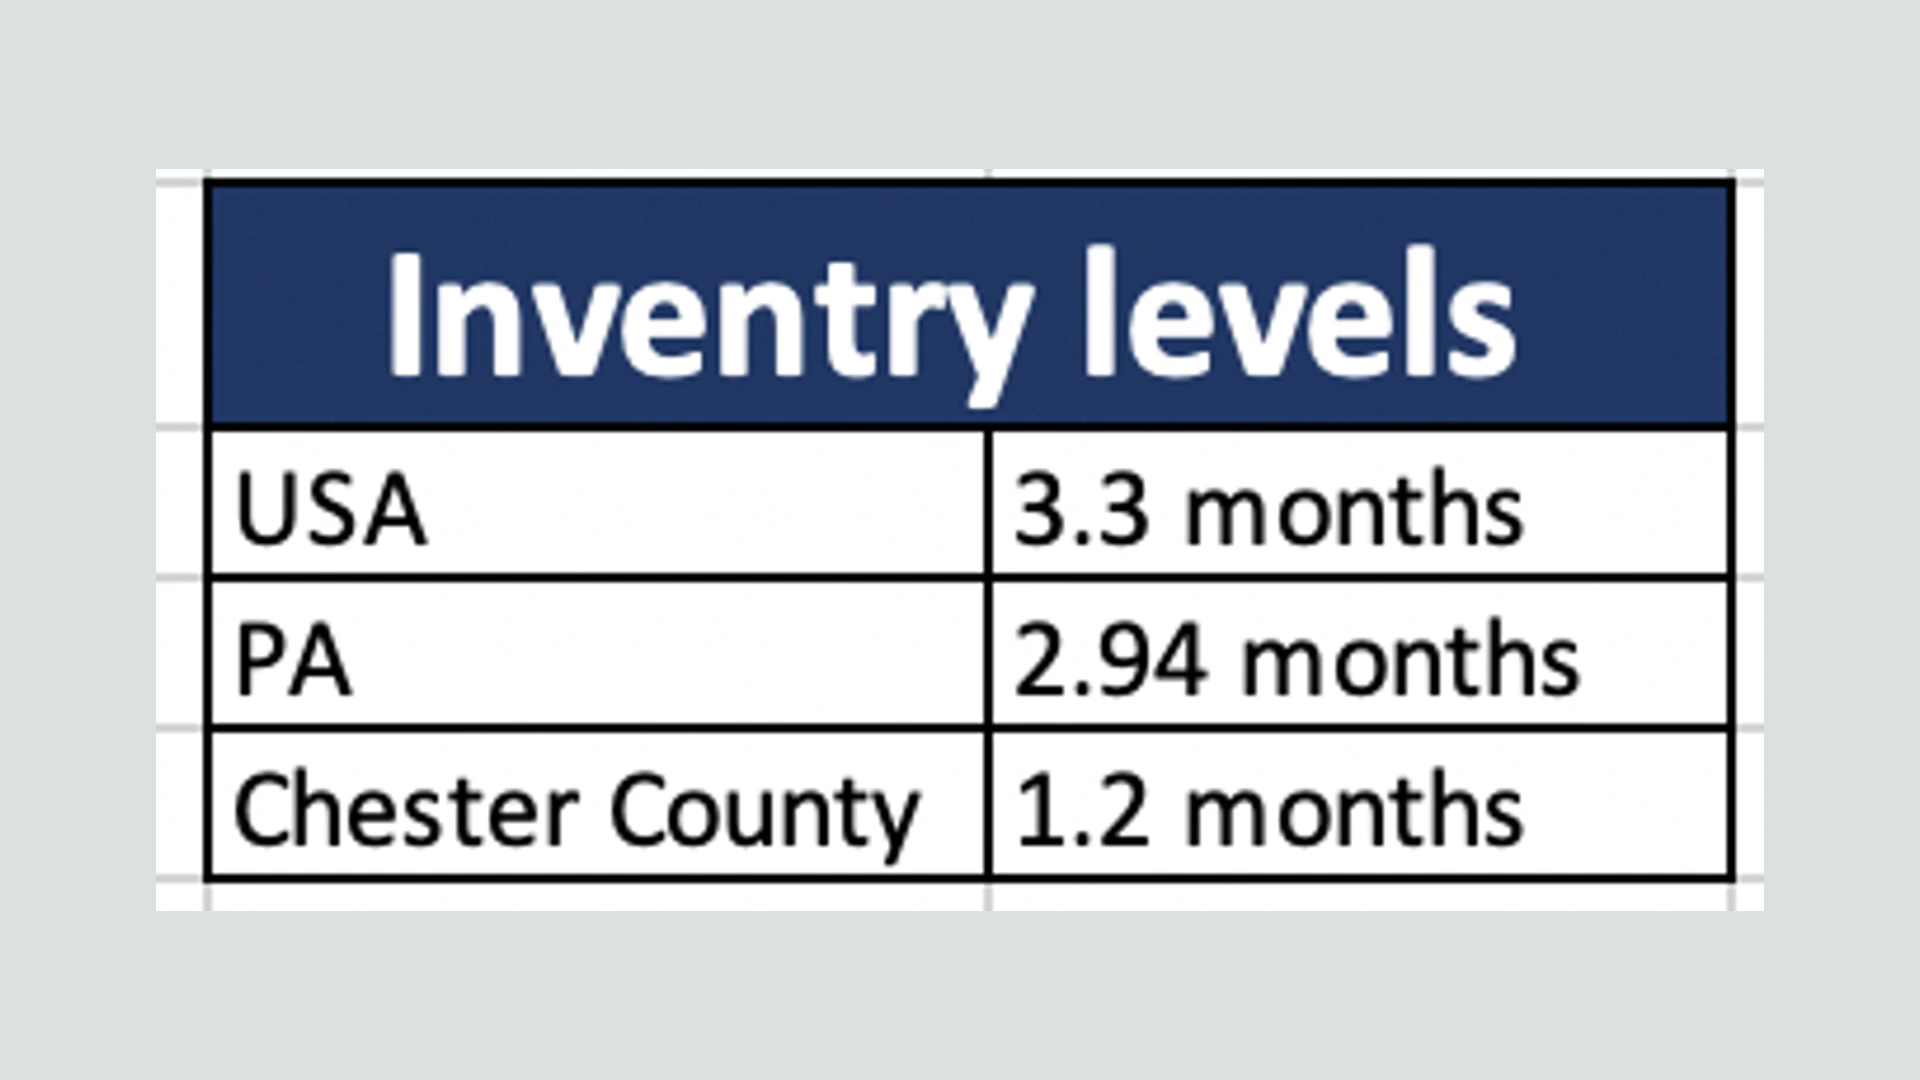 Inventry levels
USA 3.3 months
PA 2.94 months
Chester County 1.2 months